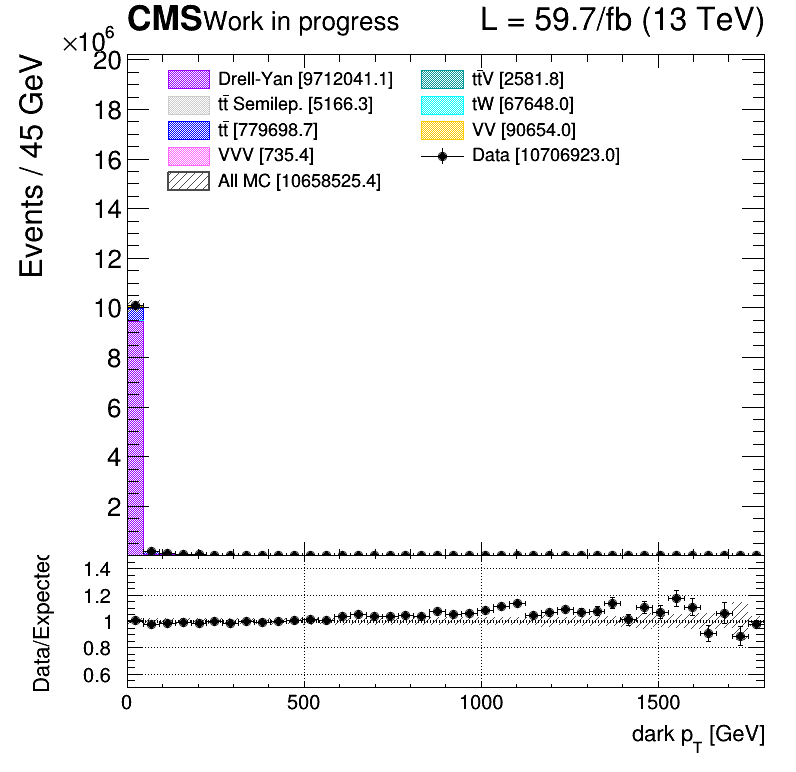 CMS Work in progress L = 59.7/fb (13 TeV)
×10⁶
Events / 45 GeV
20
18
16
14
12
10
8
6
4
2
Drell-Yan [9712041.1]
tt̄ Semilep. [5166.3]
tt̄ [779698.7]
VVV [735.4]
All MC [10658525.4]
tt̄V [2581.8]
tW [67648.0]
VV [90654.0]
Data [10706923.0]
Data/Expected
1.4
1.2
1
0.8
0.6
0 500 1000 1500
dark p_T [GeV]